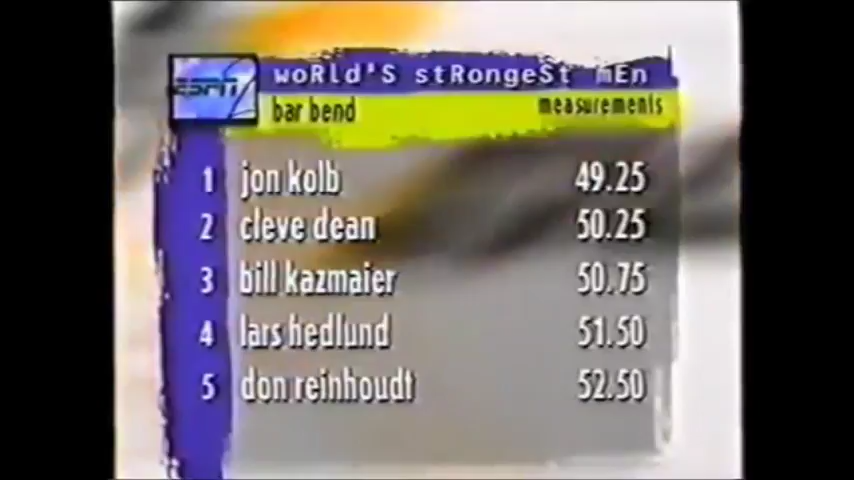 ESPN2 woRld'S stRongeSt mEn
bar bend measurements
1 jon kolb 49.25
2 cleve dean 50.25
3 bill kazmaier 50.75
4 lars hedlund 51.50
5 don reinhoudt 52.50